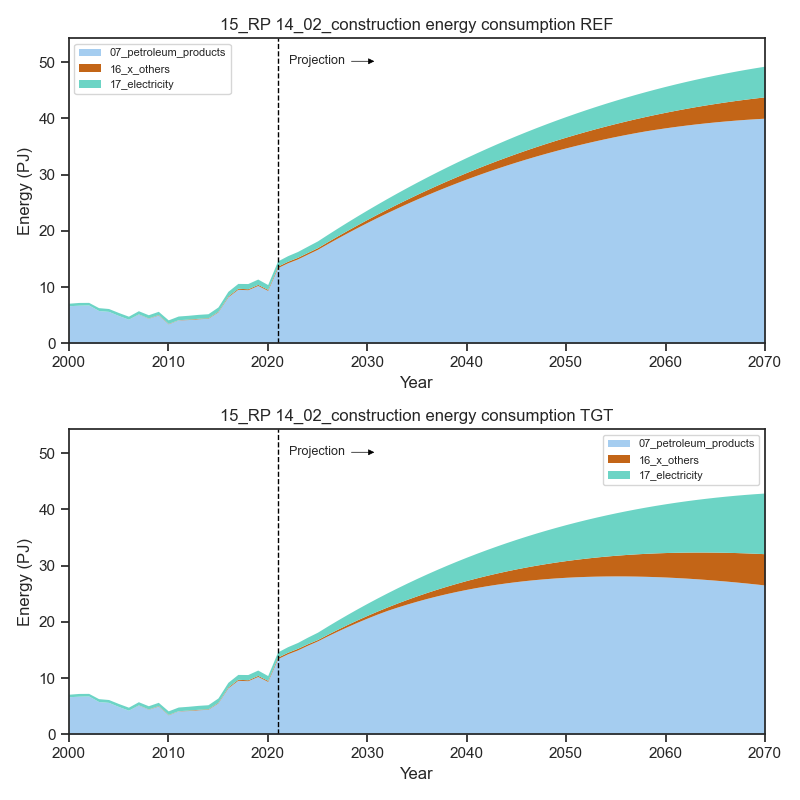 15_RP 14_02_construction energy consumption REF
50
40
30
20
10
0
Energy (PJ)
07_petroleum_products
16_x_others
17_electricity
Projection
2000 2010 2020 2030 2040 2050 2060 2070
Year
15_RP 14_02_construction energy consumption TGT
50
40
30
20
10
0
Energy (PJ)
Projection
07_petroleum_products
16_x_others
17_electricity
2000 2010 2020 2030 2040 2050 2060 2070
Year